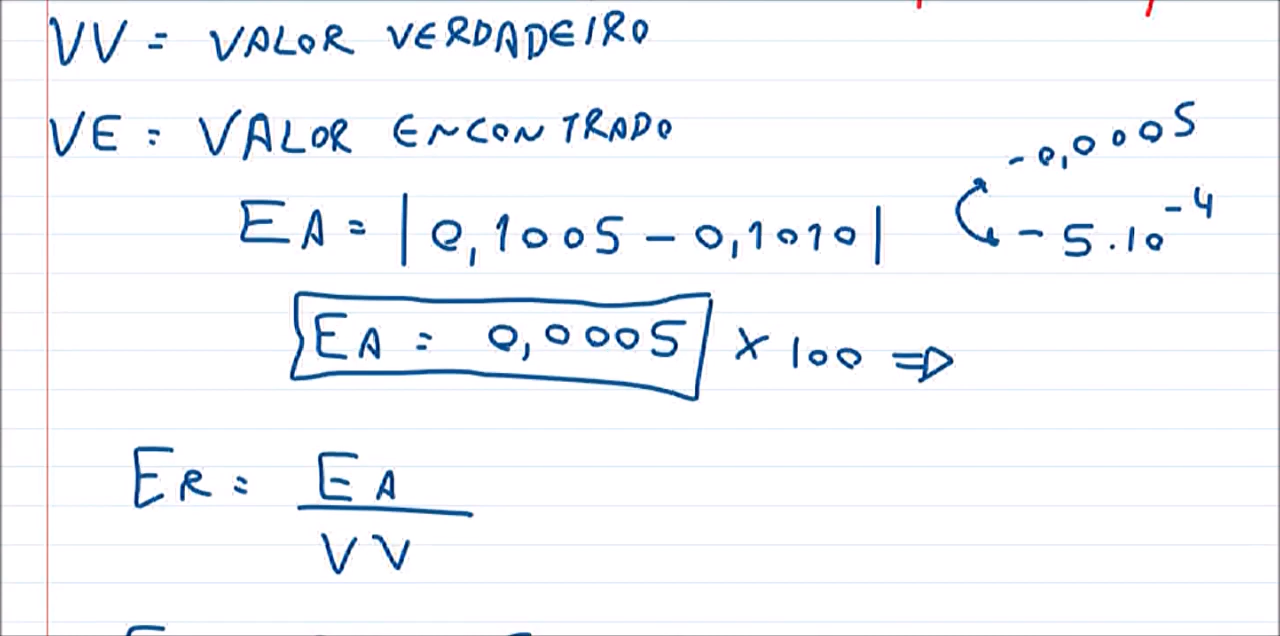 VV = VALOR VERDADEIRO
VE = VALOR ENCONTRADO
-0,0005
EA = |0,1005 - 0,1010| - 5.10^-4
EA = 0,0005 x 100 ⇒
ER = EA
VV